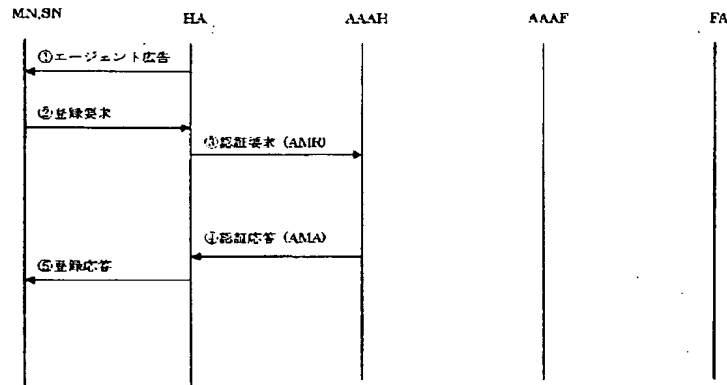 MN,SN
HA
AAAH
AAAF
FA
①エージェント広告
②登録要求
③認証要求 (AMR)
④認証応答 (AMA)
⑤登録応答